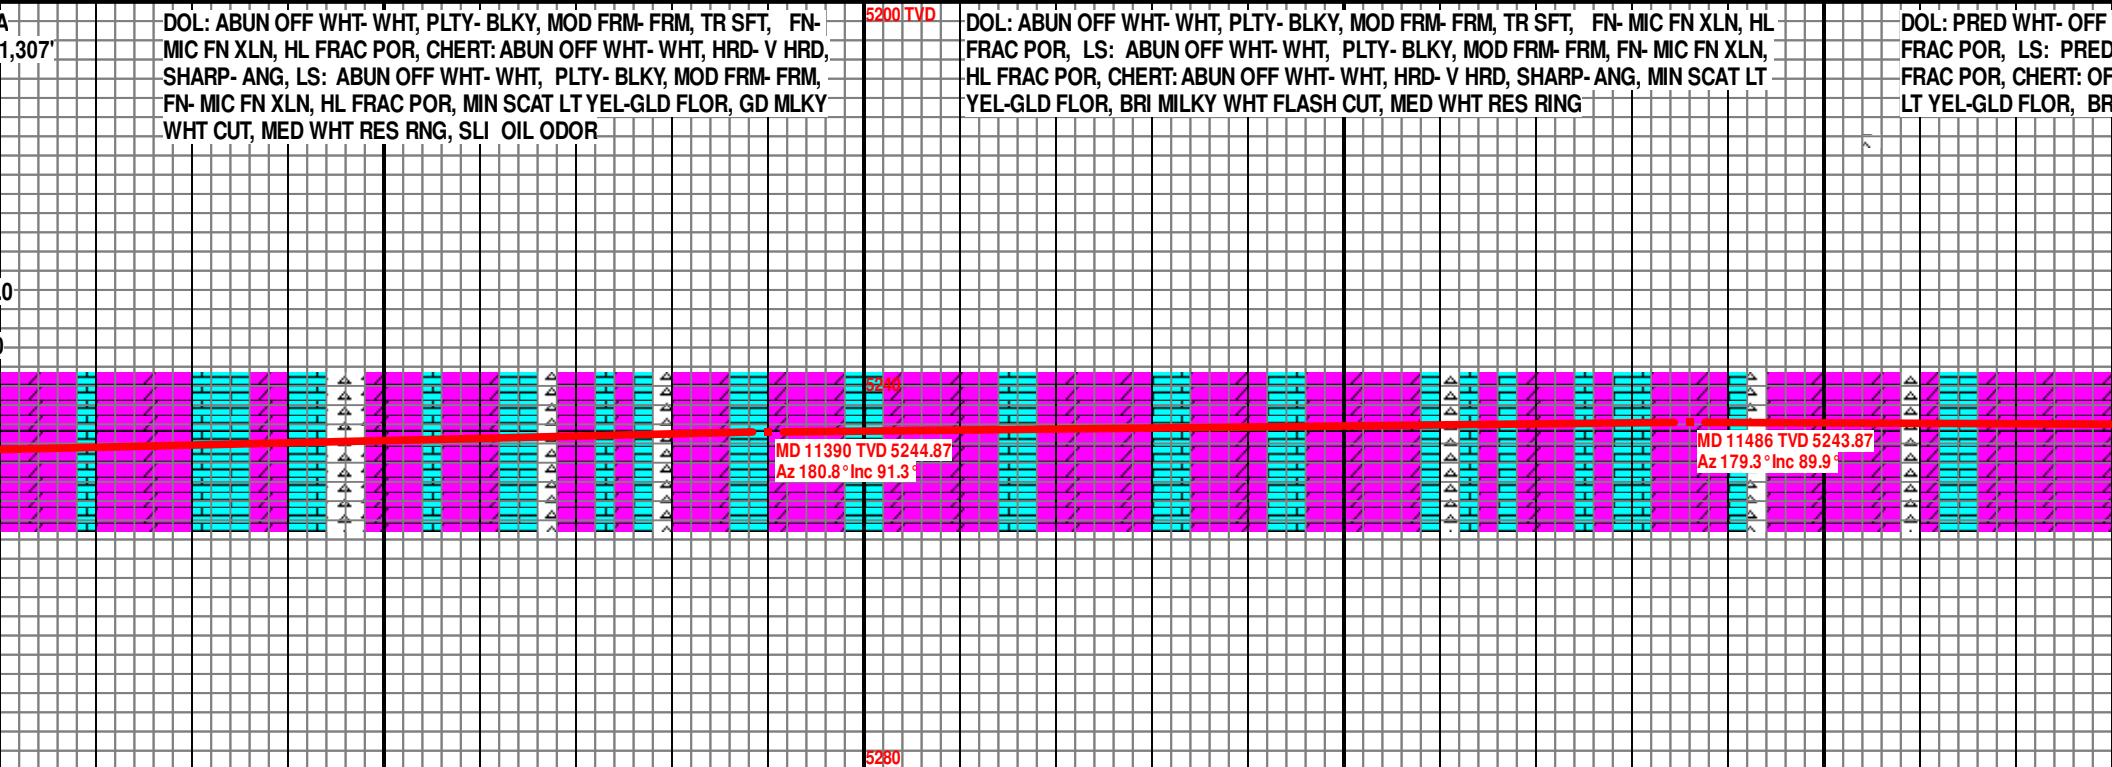 A
1,307'
DOL: ABUN OFF WHT- WHT, PLTY- BLKY, MOD FRM- FRM, TR SFT, FN-
MIC FN XLN, HL FRAC POR, CHERT: ABUN OFF WHT- WHT, HRD- V HRD,
SHARP- ANG, LS: ABUN OFF WHT- WHT, PLTY- BLKY, MOD FRM- FRM,
FN- MIC FN XLN, HL FRAC POR, MIN SCAT LT YEL-GLD FLOR, GD MLKY
WHT CUT, MED WHT RES RNG, SLI OIL ODOR
5200 TVD
DOL: ABUN OFF WHT- WHT, PLTY- BLKY, MOD FRM- FRM, TR SFT, FN- MIC FN XLN, HL
FRAC POR, LS: ABUN OFF WHT- WHT, PLTY- BLKY, MOD FRM- FRM, FN- MIC FN XLN,
HL FRAC POR, CHERT: ABUN OFF WHT- WHT, HRD- V HRD, SHARP- ANG, MIN SCAT LT
YEL-GLD FLOR, BRI MILKY WHT FLASH CUT, MED WHT RES RING
DOL: PRED WHT- OFF
FRAC POR, LS: PRED
FRAC POR, CHERT: OF
LT YEL-GLD FLOR, BR
.0
5240
MD 11390 TVD 5244.87
Az 180.8° Inc 91.3°
MD 11486 TVD 5243.87
Az 179.3° Inc 89.9°
5280